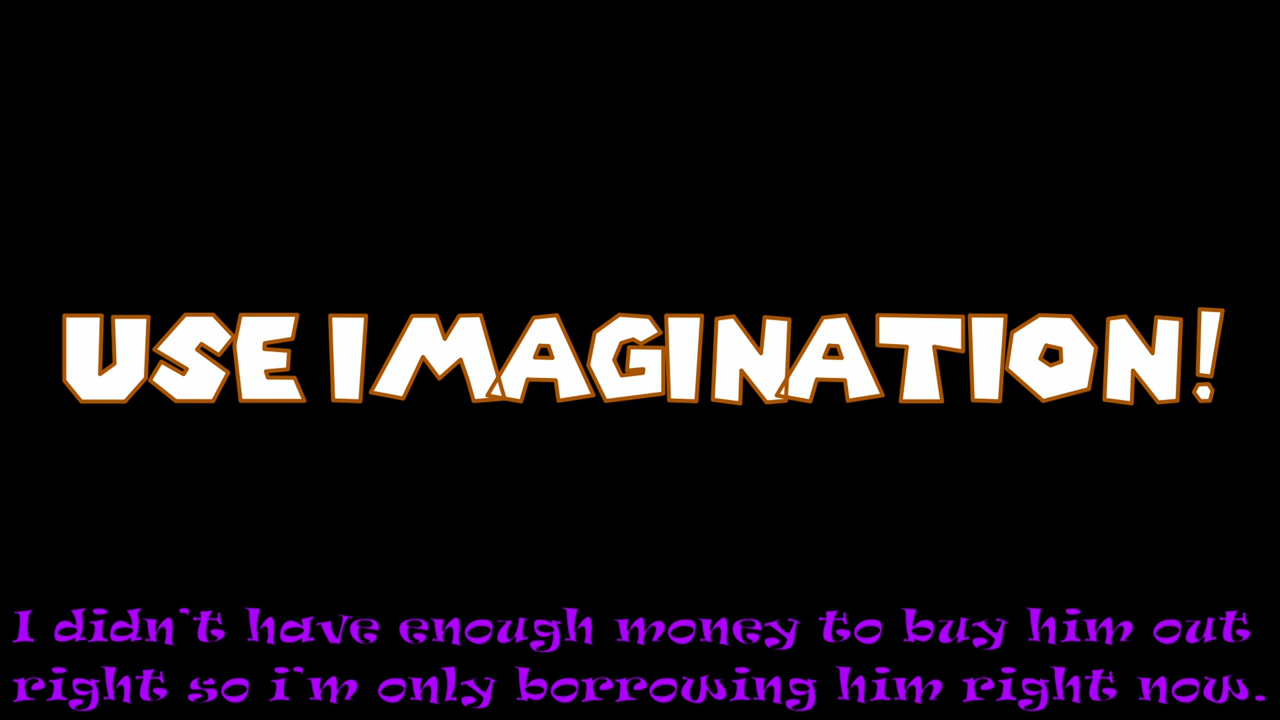 USE IMAGINATION!
I didn't have enough money to buy him out
right so i'm only borrowing him right now.